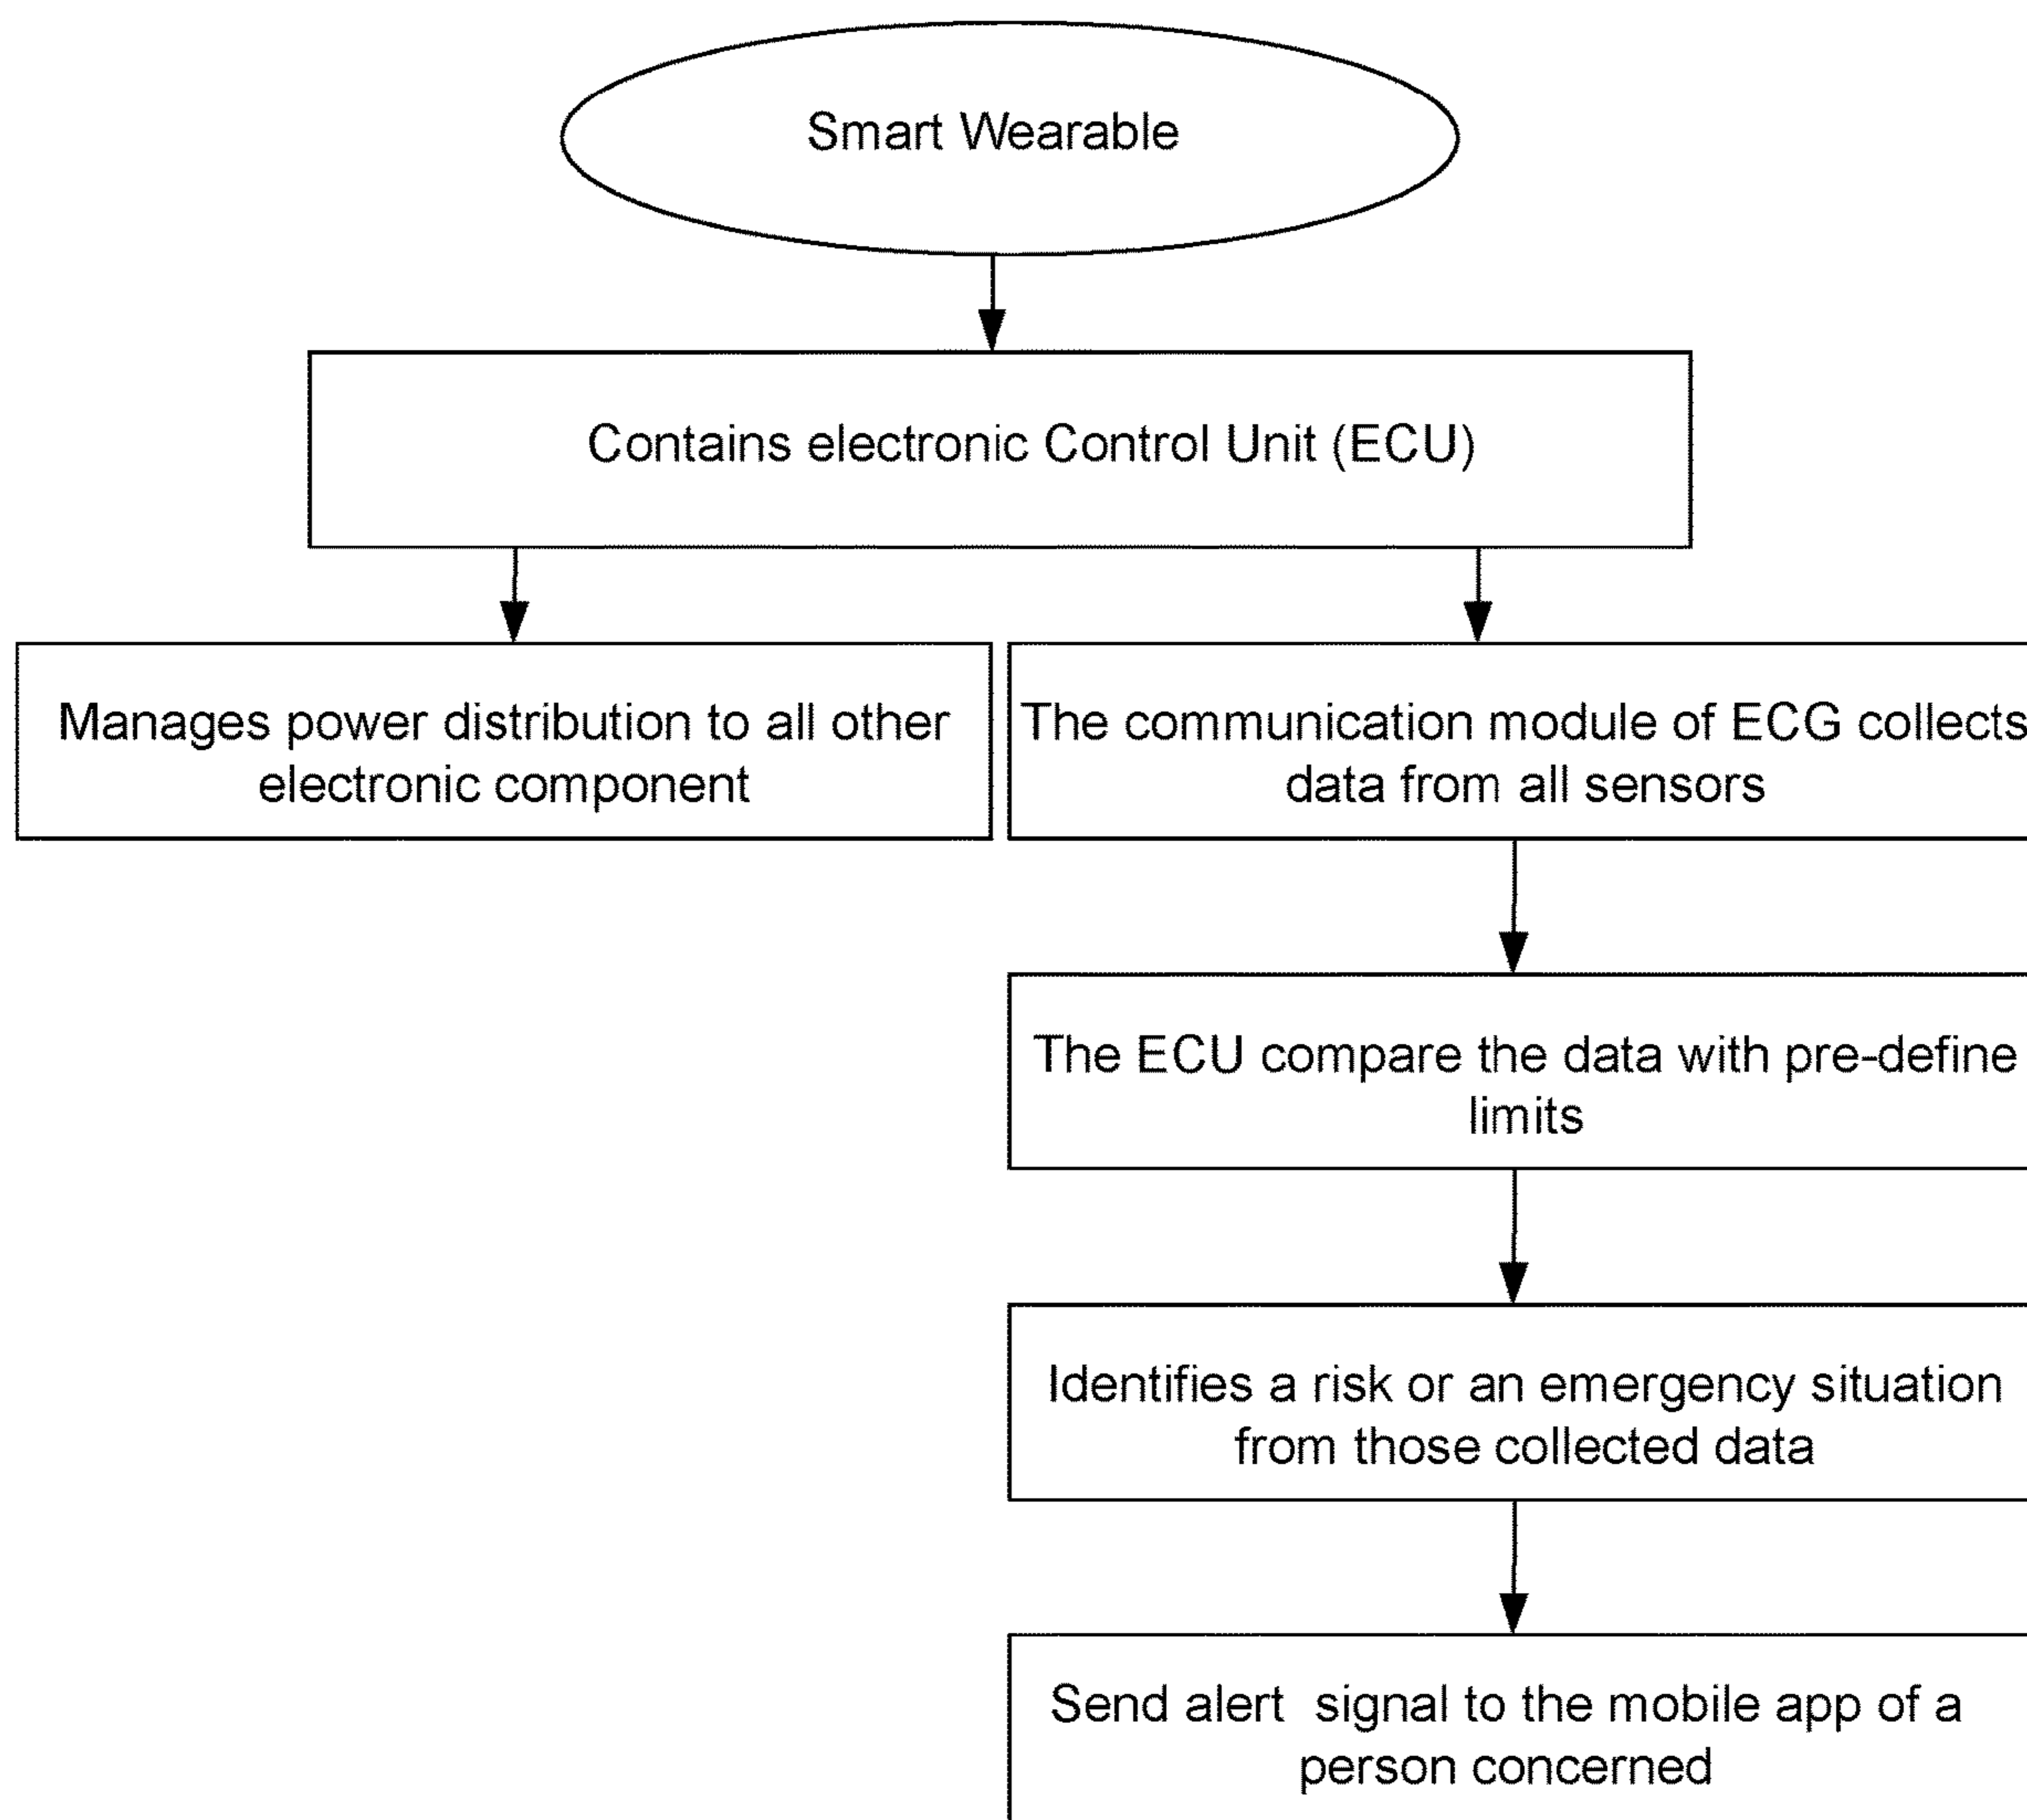 Smart Wearable
Contains electronic Control Unit (ECU)
Manages power distribution to all other
electronic component
The communication module of ECG collects
data from all sensors
The ECU compare the data with pre-define
limits
Identifies a risk or an emergency situation
from those collected data
Send alert signal to the mobile app of a
person concerned